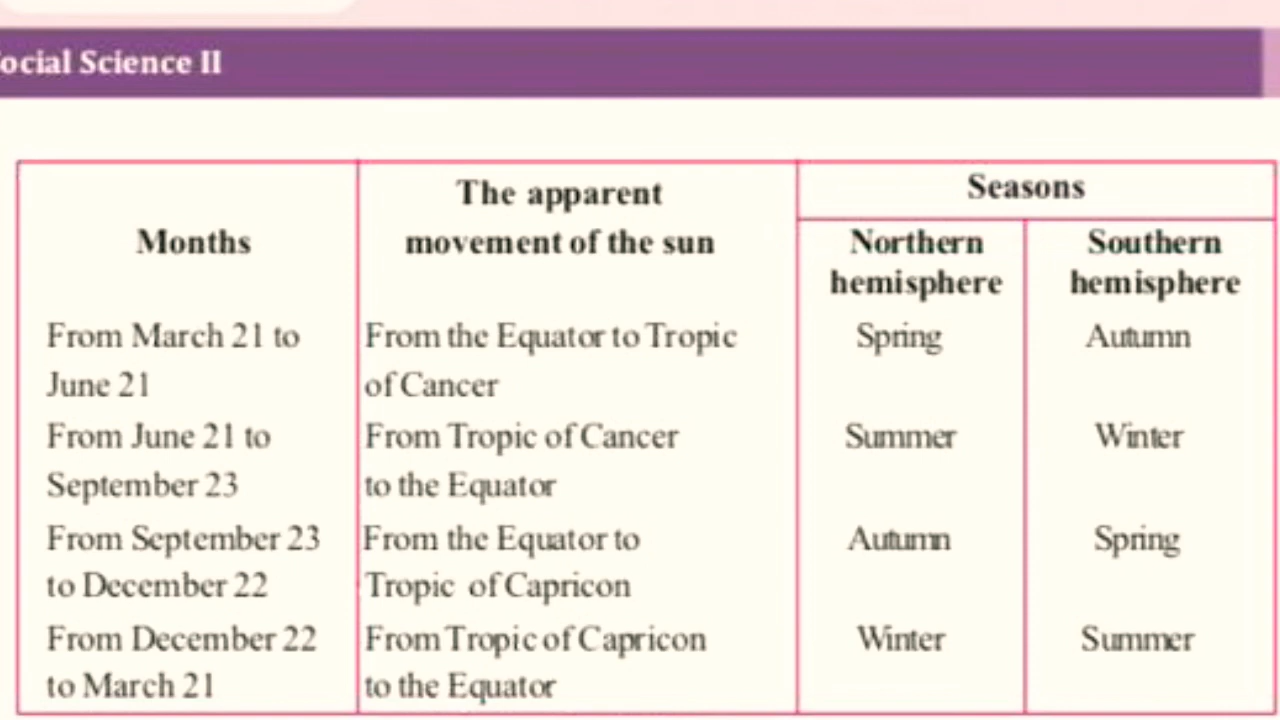 ocial Science II
Seasons
The apparent
Months
movement of the sun
Northern
hemisphere
Southern
hemisphere
From March 21 to
June 21
From the Equator to Tropic
of Cancer
Spring
Autumn
From June 21 to
September 23
From Tropic of Cancer
to the Equator
Summer
Winter
From September 23
to December 22
From the Equator to
Tropic of Capricon
Autumn
Spring
From December 22
to March 21
From Tropic of Capricon
to the Equator
Winter
Summer